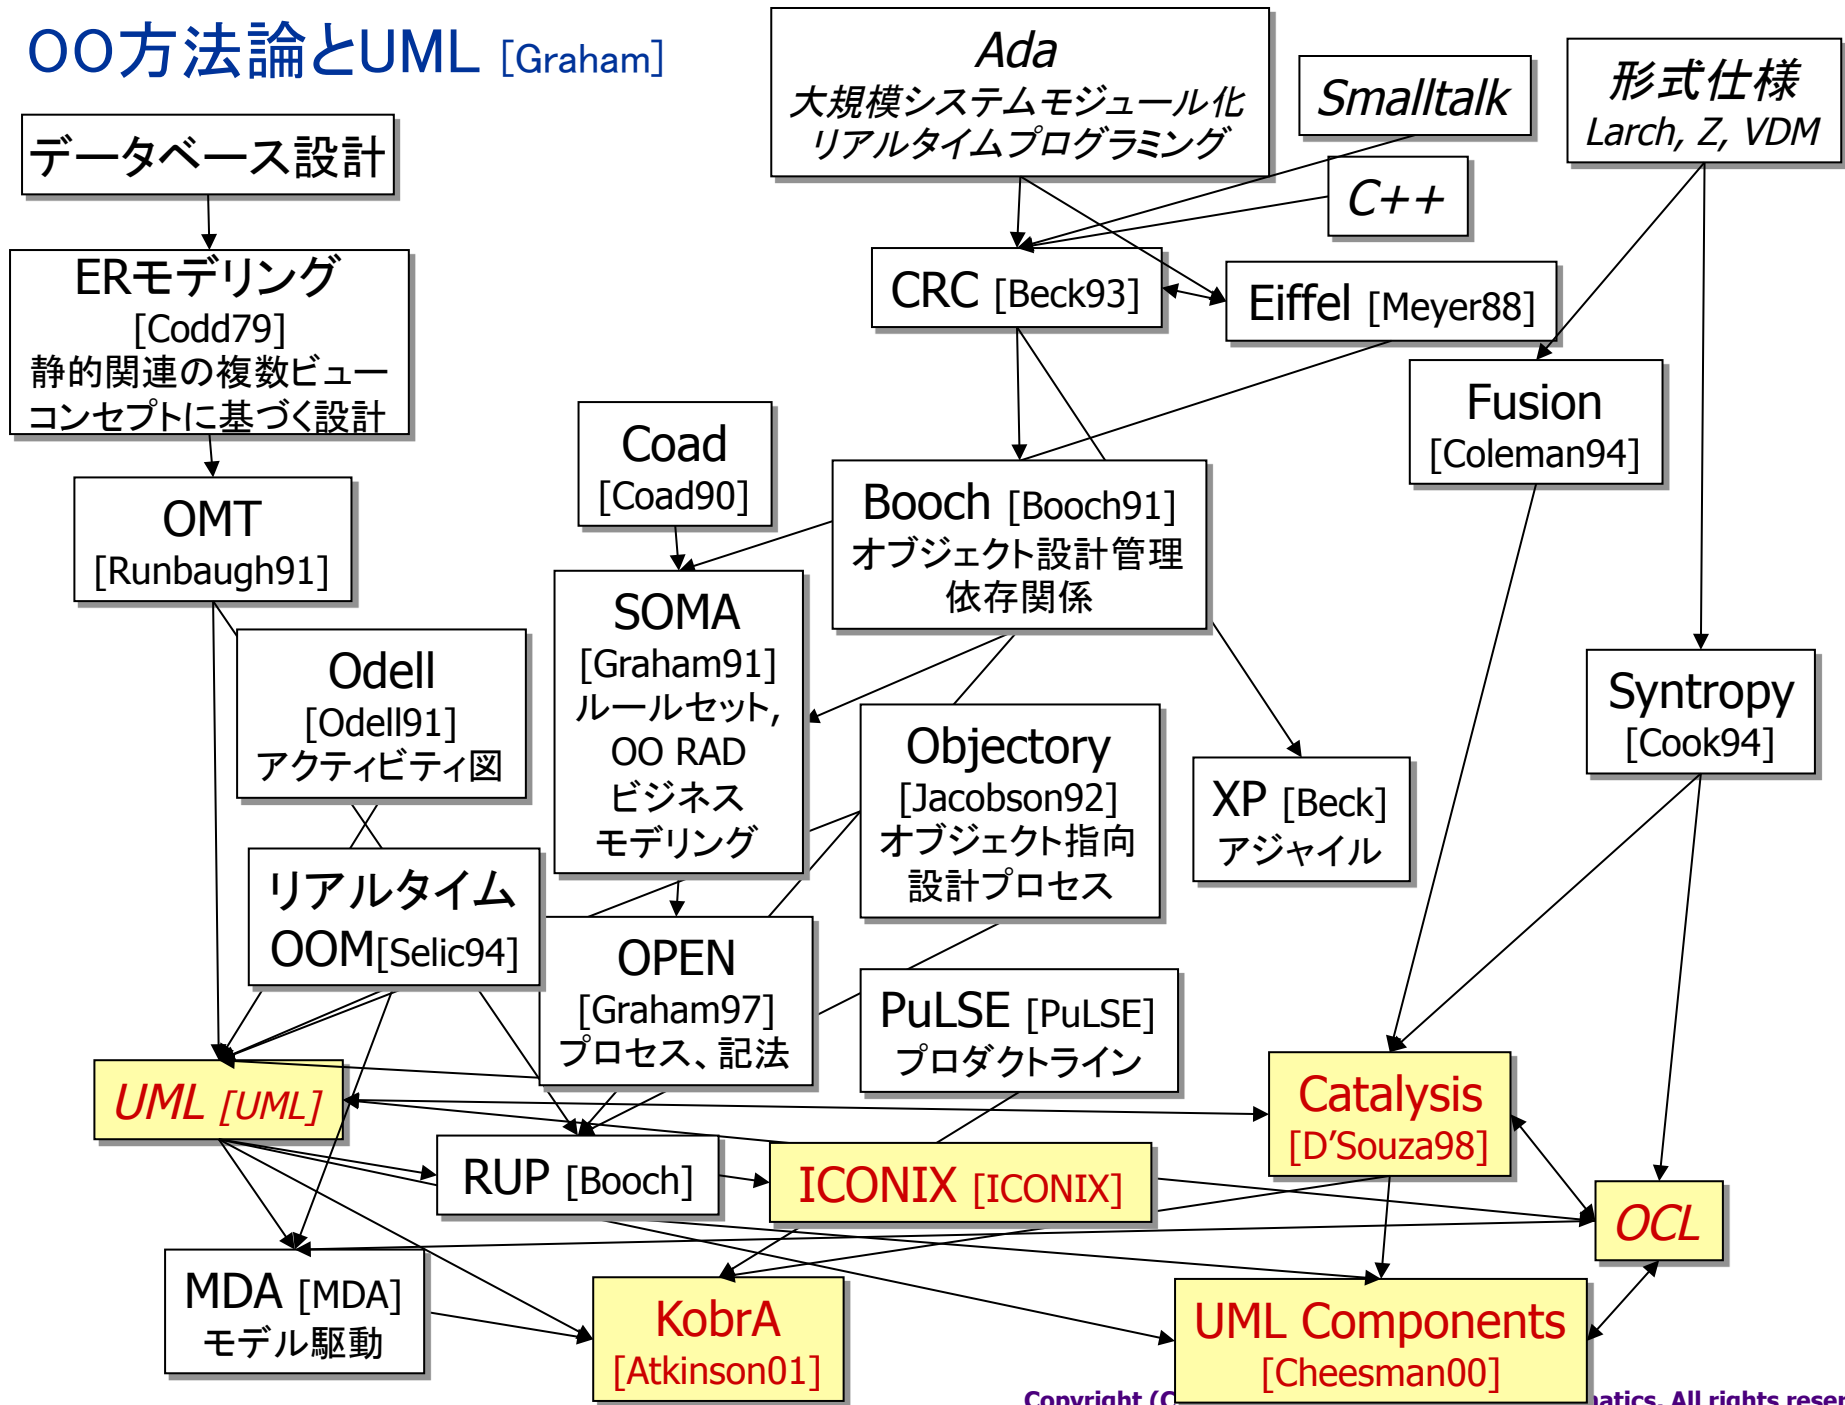 OO方法論とUML [Graham]
Ada
大規模システムモジュール化
リアルタイムプログラミング
Smalltalk
形式仕様
Larch, Z, VDM
データベース設計
C++
ERモデリング
[Codd79]
静的関連の複数ビュー
コンセプトに基づく設計
CRC [Beck93]
Eiffel [Meyer88]
Fusion
[Coleman94]
Coad
[Coad90]
Booch [Booch91]
オブジェクト設計管理
依存関係
OMT
[Runbaugh91]
SOMA
[Graham91]
ルールセット,
OO RAD
ビジネス
モデリング
Odell
[Odell91]
アクティビティ図
Objectory
[Jacobson92]
オブジェクト指向
設計プロセス
XP [Beck]
アジャイル
Syntropy
[Cook94]
リアルタイム
OOM[Selic94]
OPEN
[Graham97]
プロセス、記法
PuLSE [PuLSE]
プロダクトライン
UML [UML]
Catalysis
[D’Souza98]
RUP [Booch]
ICONIX [ICONIX]
OCL
MDA [MDA]
モデル駆動
KobrA
[Atkinson01]
UML Components
[Cheesman00]
Copyright (C
All rights reser